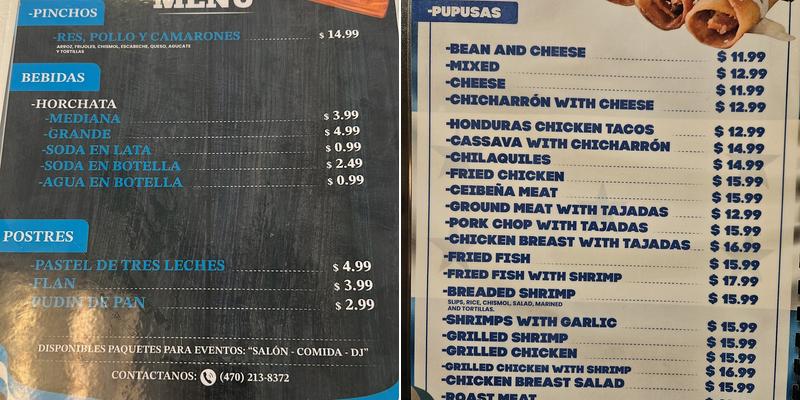 MENU
-PINCHOS
-RES, POLLO Y CAMARONES $ 14.99
ARROZ, FRIJOLES, CHISMOL, ESCABECHE, QUESO, AGUCATE
Y TORTILLAS
BEBIDAS
-HORCHATA
-MEDIANA $ 3.99
-GRANDE $ 4.99
-SODA EN LATA $ 0.99
-SODA EN BOTELLA $ 2.49
-AGUA EN BOTELLA $ 0.99
POSTRES
-PASTEL DE TRES LECHES $ 4.99
-FLAN $ 3.99
-PUDIN DE PAN $ 2.99
DISPONIBLES PAQUETES PARA EVENTOS: "SALÓN - COMIDA - DJ"
CONTACTANOS: (470) 213-8372
-PUPUSAS
-BEAN AND CHEESE $ 11.99
-MIXED $ 12.99
-CHEESE $ 11.99
-CHICHARRÓN WITH CHEESE $ 12.99
-HONDURAS CHICKEN TACOS $ 12.99
-CASSAVA WITH CHICHARRÓN $ 14.99
-CHILAQUILES $ 14.99
-FRIED CHICKEN $ 15.99
-CEIBEÑA MEAT $ 15.99
-GROUND MEAT WITH TAJADAS $ 12.99
-PORK CHOP WITH TAJADAS $ 15.99
-CHICKEN BREAST WITH TAJADAS $ 16.99
-FRIED FISH $ 15.99
-FRIED FISH WITH SHRIMP $ 17.99
-BREADED SHRIMP $ 15.99
SLIPS, RICE, CHISMOL, SALAD, MARINED
AND TORTILLAS.
-SHRIMPS WITH GARLIC $ 15.99
-GRILLED SHRIMP $ 15.99
-GRILLED CHICKEN $ 15.99
-GRILLED CHICKEN WITH SHRIMP $ 16.99
-CHICKEN BREAST SALAD $ 15.99
-ROAST MEAT